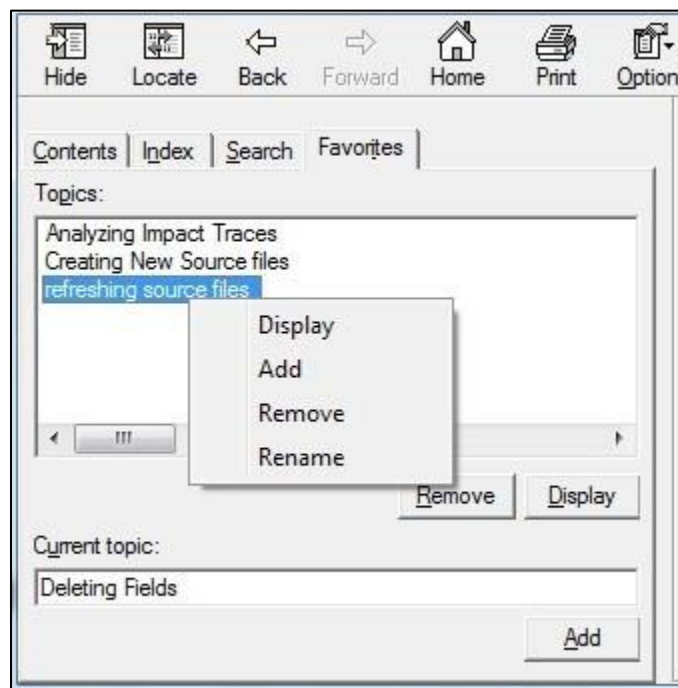 Hide Locate Back Forward Home Print Option
Contents Index Search Favorites
Topics:
Analyzing Impact Traces
Creating New Source files
refreshing source files
Display
Add
Remove
Rename
Remove Display
Current topic:
Deleting Fields
Add